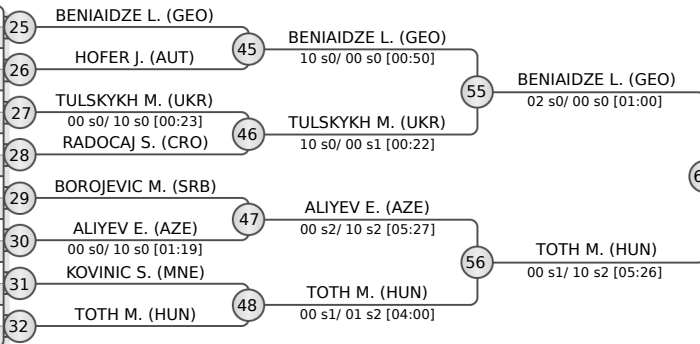 25
BENIAIDZE L. (GEO)
26
HOFER J. (AUT)
45
BENIAIDZE L. (GEO)
10 s0/ 00 s0 [00:50]
27
TULSKYKH M. (UKR)
00 s0/ 10 s0 [00:23]
28
RADOCAJ S. (CRO)
46
TULSKYKH M. (UKR)
10 s0/ 00 s1 [00:22]
55
BENIAIDZE L. (GEO)
02 s0/ 00 s0 [01:00]
29
BOROJEVIC M. (SRB)
30
ALIYEV E. (AZE)
00 s0/ 10 s0 [01:19]
47
ALIYEV E. (AZE)
00 s2/ 10 s2 [05:27]
31
KOVINIC S. (MNE)
32
TOTH M. (HUN)
48
TOTH M. (HUN)
00 s1/ 01 s2 [04:00]
56
TOTH M. (HUN)
00 s1/ 10 s2 [05:26]